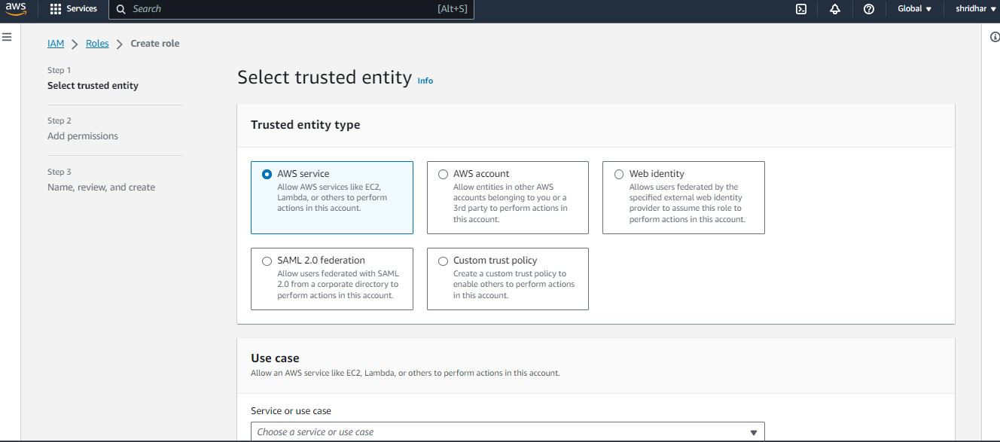 aws
Services
Search
[Alt+S]
Global
shridhar
IAM
Roles
Create role
Step 1
Select trusted entity
Step 2
Add permissions
Step 3
Name, review, and create
Select trusted entity Info
Trusted entity type
AWS service
Allow AWS services like EC2,
Lambda, or others to perform
actions in this account.
AWS account
Allow entities in other AWS
accounts belonging to you or a
3rd party to perform actions in
this account.
Web identity
Allows users federated by the
specified external web identity
provider to assume this role to
perform actions in this account.
SAML 2.0 federation
Allow users federated with SAML
2.0 from a corporate directory to
perform actions in this account.
Custom trust policy
Create a custom trust policy to
enable others to perform actions
in this account.
Use case
Allow an AWS service like EC2, Lambda, or others to perform actions in this account.
Service or use case
Choose a service or use case